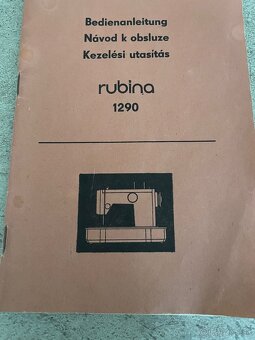 Bedienanleitung
Návod k obsluze
Kezelési utasítás
rubina
1290